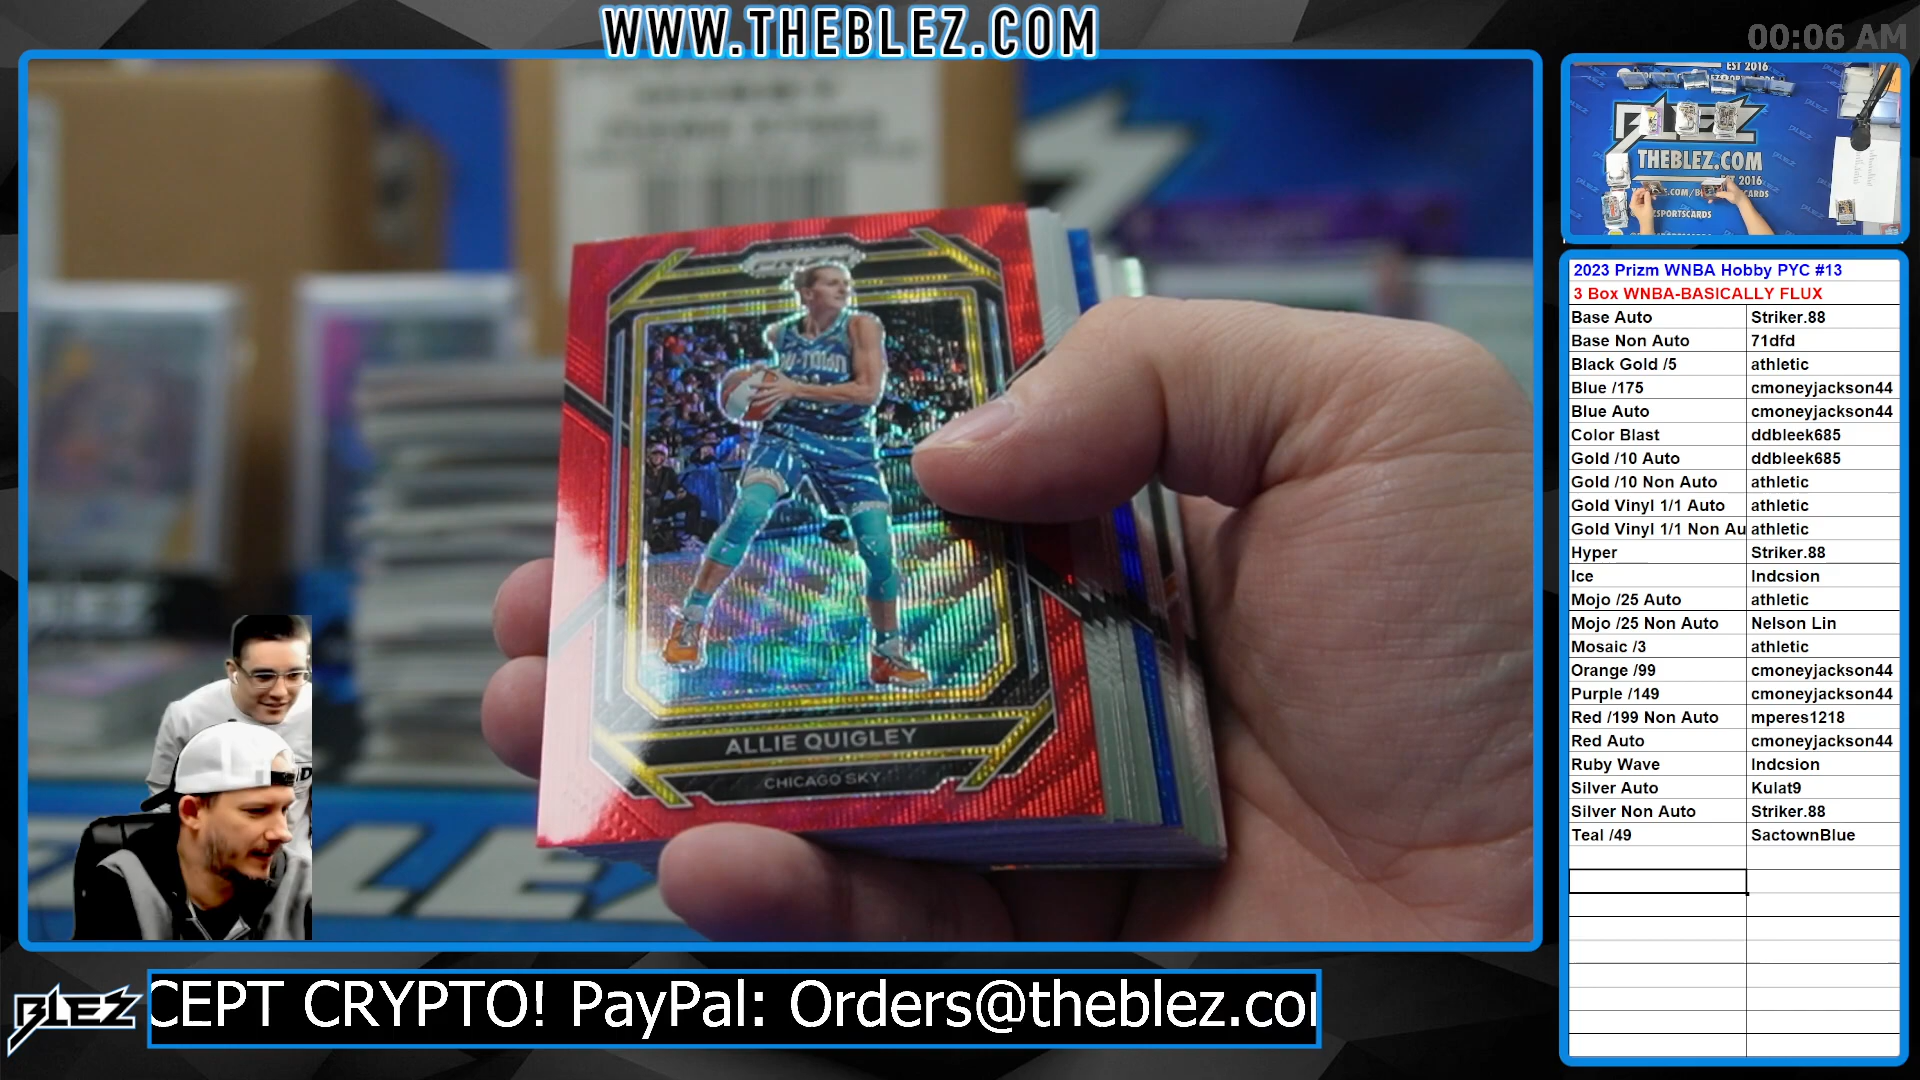 WWW.THEBLEZ.COM
00:06 AM
EST 2016
BLEZ
THEBLEZ.COM
EST 2016
2023 Prizm WNBA Hobby PYC #13
3 Box WNBA-BASICALLY FLUX
Base Auto Striker.88
Base Non Auto 71dfd
Black Gold /5 athletic
Blue /175 cmoneyjackson44
Blue Auto cmoneyjackson44
Color Blast ddbleek685
Gold /10 Auto ddbleek685
Gold /10 Non Auto athletic
Gold Vinyl 1/1 Auto athletic
Gold Vinyl 1/1 Non Au athletic
Hyper Striker.88
Ice Indcsion
Mojo /25 Auto athletic
Mojo /25 Non Auto Nelson Lin
Mosaic /3 athletic
Orange /99 cmoneyjackson44
Purple /149 cmoneyjackson44
Red /199 Non Auto mperes1218
Red Auto cmoneyjackson44
Ruby Wave Indcsion
Silver Auto Kulat9
Silver Non Auto Striker.88
Teal /49 SactownBlue
PRIZM
ALLIE QUIGLEY
CHICAGO SKY
BLEZ
CEPT CRYPTO! PayPal: Orders@theblez.co